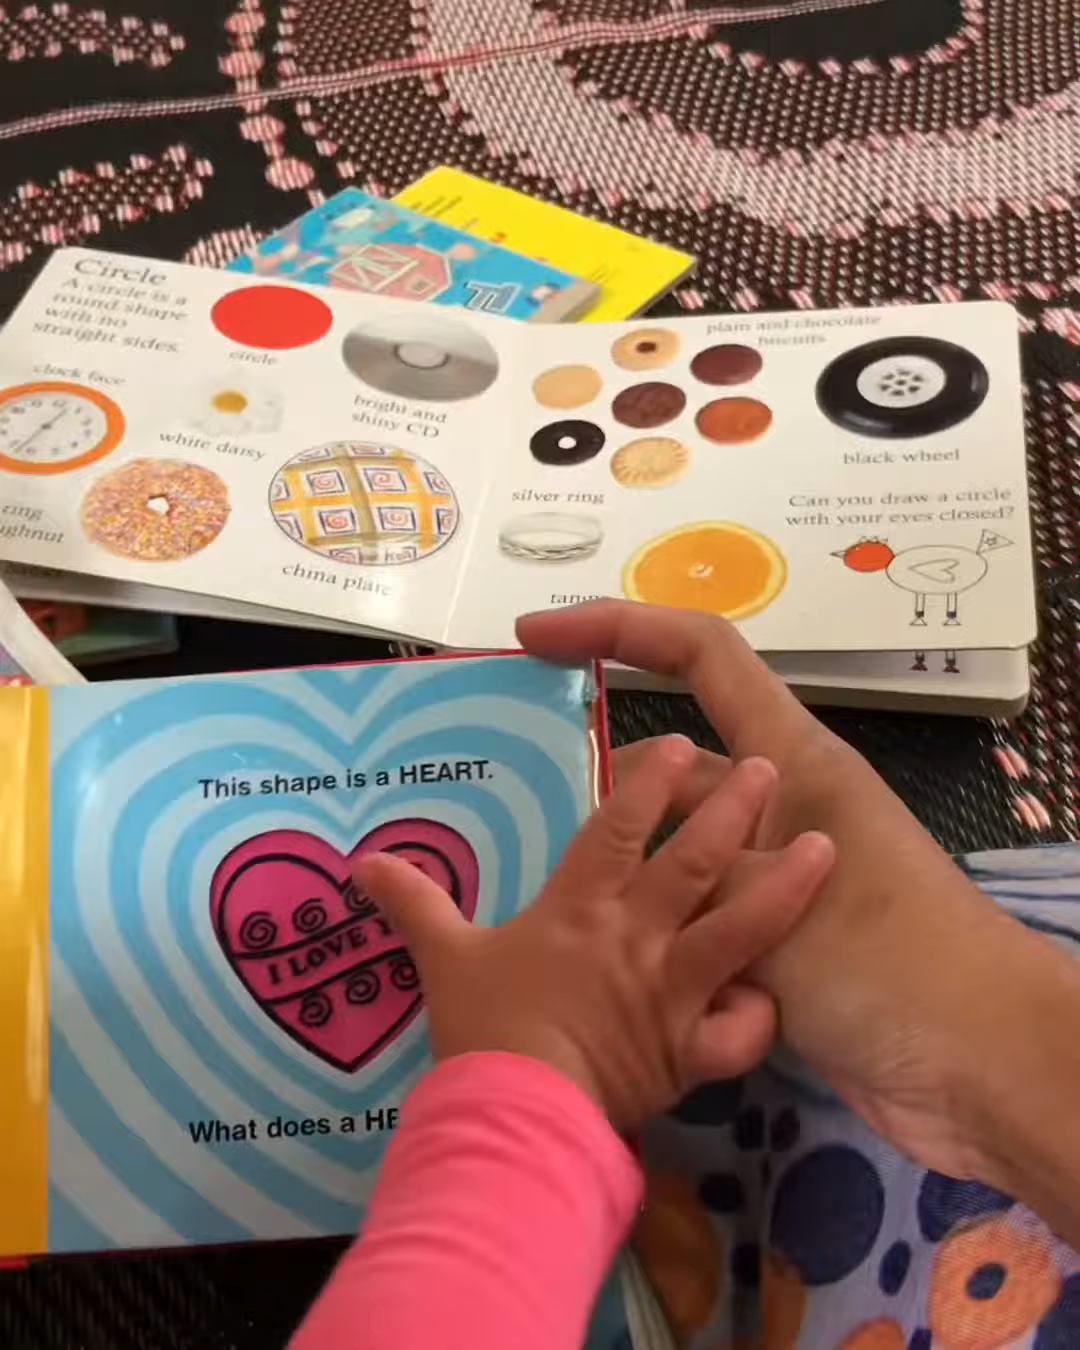 Circle
A circle is a
round shape
with no
straight sides.
circle
clock face
white daisy
bright and
shiny CD
ring
china plate
plain and chocolate
biscuits
black wheel
silver ring
Can you draw a circle
with your eyes closed?
This shape is a HEART.
I LOVE
What does a